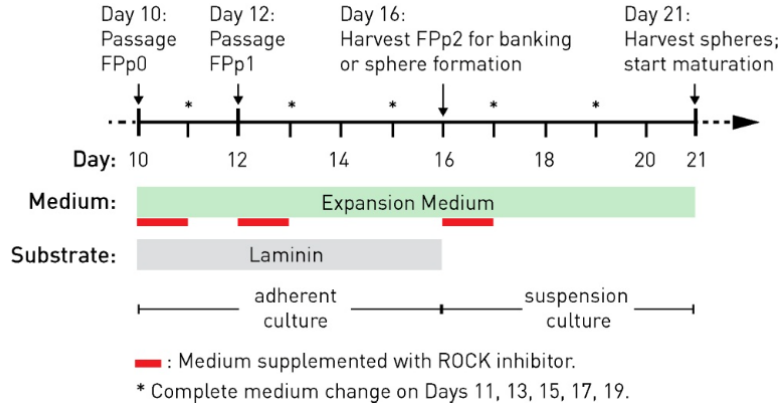 Day 10:
Passage
FPp0
Day 12:
Passage
FPp1
Day 16:
Harvest FPp2 for banking
or sphere formation
Day 21:
Harvest spheres;
start maturation
* * * * *
Day: 10 12 14 16 18 20 21
Medium: Expansion Medium
Substrate: Laminin
adherent
culture
suspension
culture
: Medium supplemented with ROCK inhibitor.
* Complete medium change on Days 11, 13, 15, 17, 19.